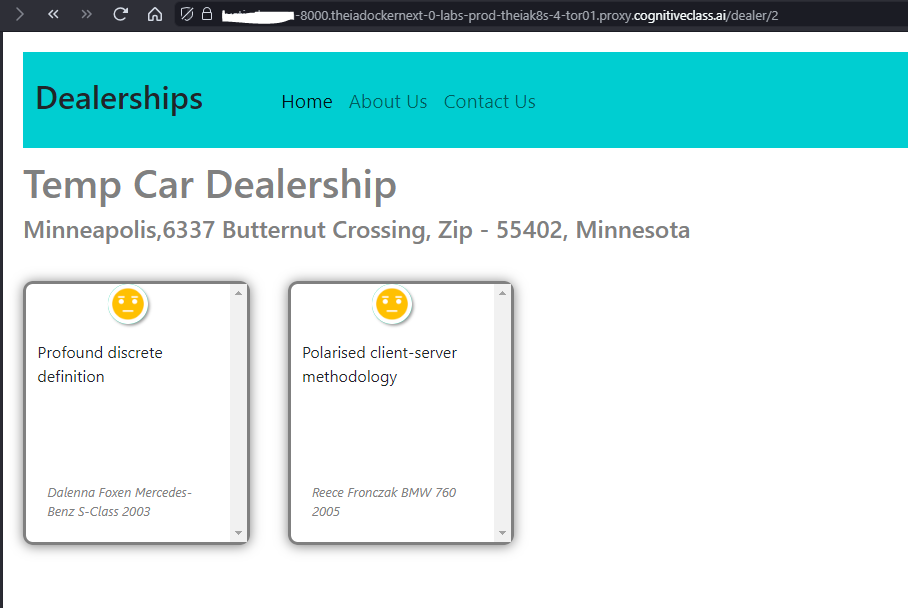 -8000.theiadockernext-0-labs-prod-theiak8s-4-tor01.proxy.cognitiveclass.ai/dealer/2
Dealerships Home About Us Contact Us
Temp Car Dealership
Minneapolis,6337 Butternut Crossing, Zip - 55402, Minnesota
Profound discrete
definition
Dalenna Foxen Mercedes-
Benz S-Class 2003
Polarised client-server
methodology
Reece Fronczak BMW 760
2005